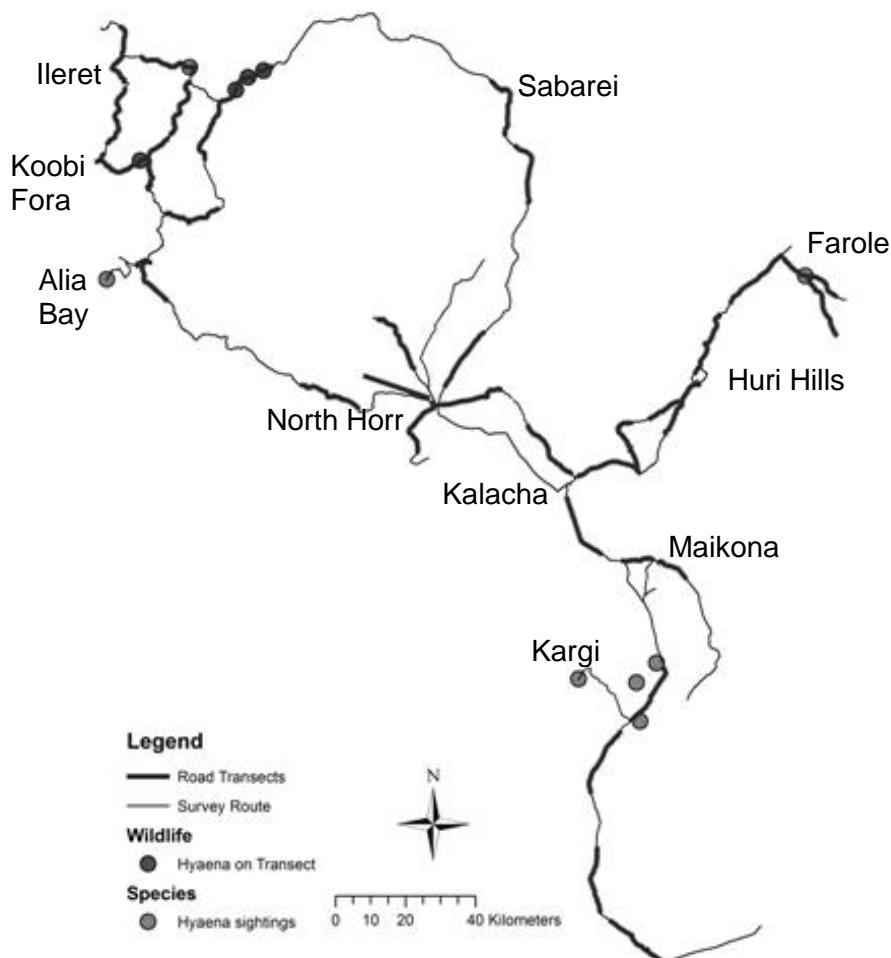 Ileret
Sabarei
Koobi
Fora
Farole
Alia
Bay
Huri Hills
North Horr
Kalacha
Maikona
Kargi
Legend
Road Transects
Survey Route
Wildlife
Hyaena on Transect
Species
Hyaena sightings
N
0 10 20 40 Kilometers